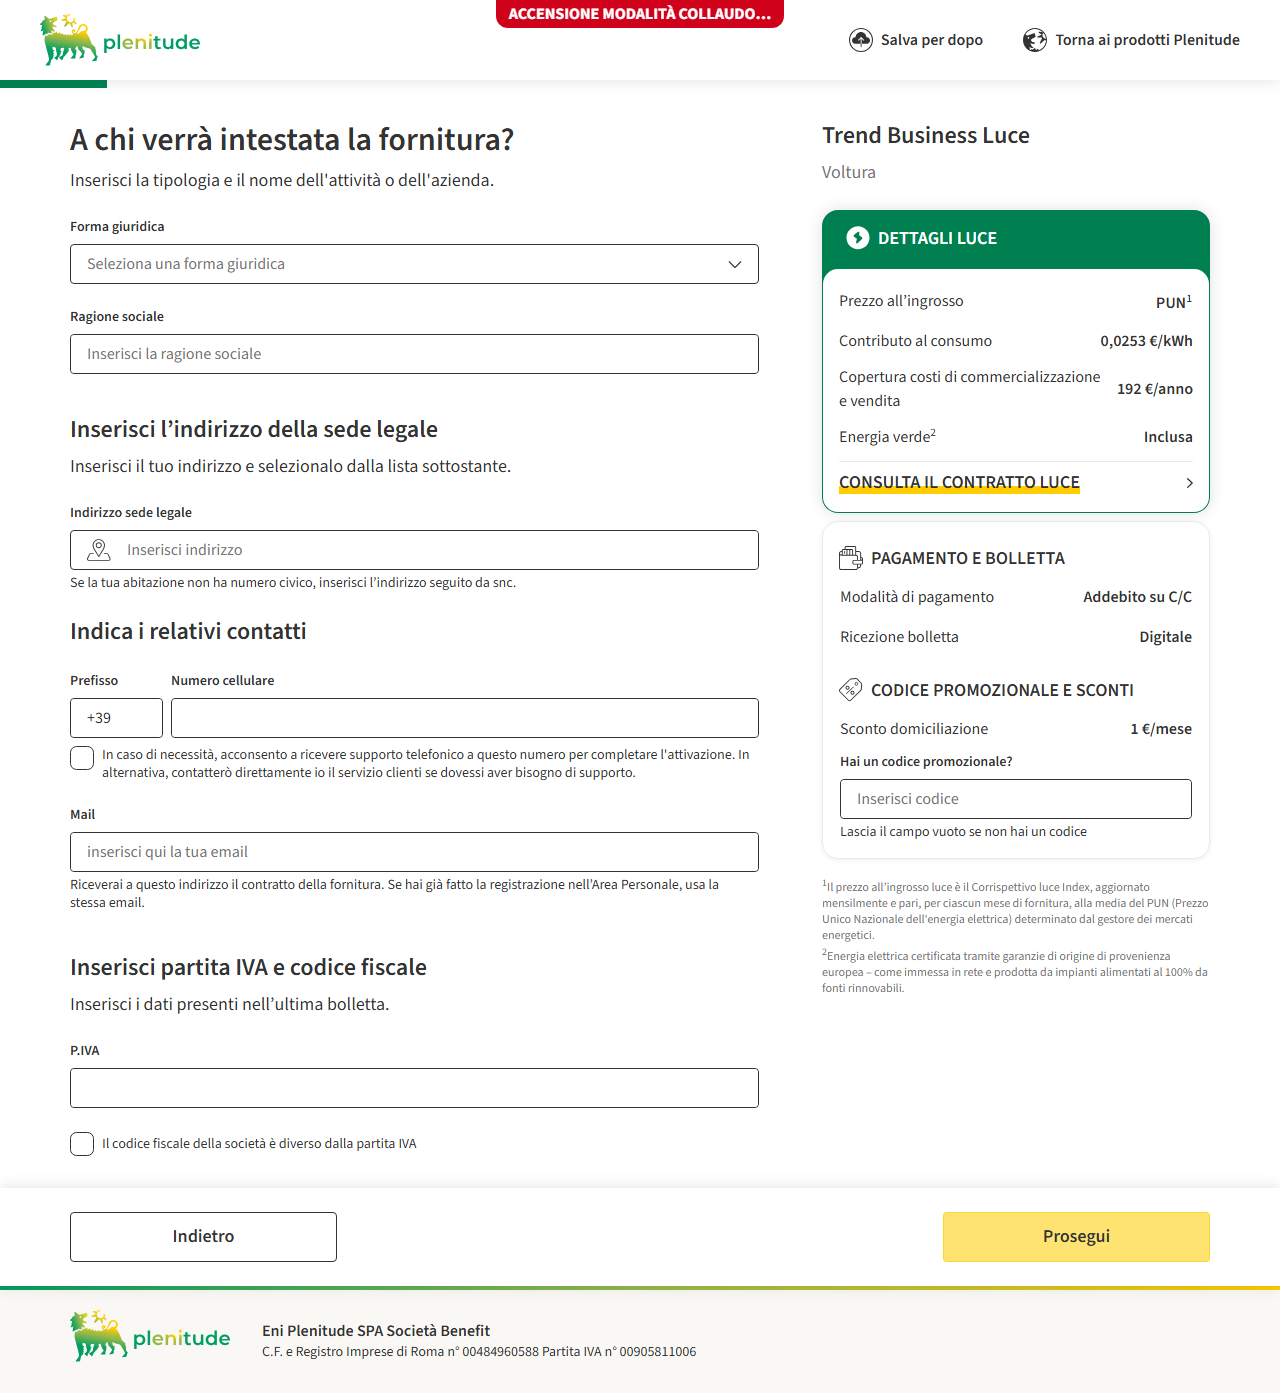 ACCENSIONE MODALITÀ COLLAUDO...
plenitude
Salva per dopo
Torna ai prodotti Plenitude
A chi verrà intestata la fornitura?
Inserisci la tipologia e il nome dell'attività o dell'azienda.
Forma giuridica
Seleziona una forma giuridica
Ragione sociale
Inserisci la ragione sociale
Inserisci l’indirizzo della sede legale
Inserisci il tuo indirizzo e selezionalo dalla lista sottostante.
Indirizzo sede legale
Inserisci indirizzo
Se la tua abitazione non ha numero civico, inserisci l’indirizzo seguito da snc.
Indica i relativi contatti
Prefisso
Numero cellulare
+39
In caso di necessità, acconsento a ricevere supporto telefonico a questo numero per completare l'attivazione. In
alternativa, contatterò direttamente io il servizio clienti se dovessi aver bisogno di supporto.
Mail
inserisci qui la tua email
Riceverai a questo indirizzo il contratto della fornitura. Se hai già fatto la registrazione nell’Area Personale, usa la
stessa email.
Inserisci partita IVA e codice fiscale
Inserisci i dati presenti nell’ultima bolletta.
P.IVA
Il codice fiscale della società è diverso dalla partita IVA
Trend Business Luce
Voltura
DETTAGLI LUCE
Prezzo all’ingrosso
PUN¹
Contributo al consumo
0,0253 €/kWh
Copertura costi di commercializzazione
e vendita
192 €/anno
Energia verde²
Inclusa
CONSULTA IL CONTRATTO LUCE
PAGAMENTO E BOLLETTA
Modalità di pagamento
Addebito su C/C
Ricezione bolletta
Digitale
CODICE PROMOZIONALE E SCONTI
Sconto domiciliazione
1 €/mese
Hai un codice promozionale?
Inserisci codice
Lascia il campo vuoto se non hai un codice
¹Il prezzo all’ingrosso luce è il Corrispettivo luce Index, aggiornato
mensilmente e pari, per ciascun mese di fornitura, alla media del PUN (Prezzo
Unico Nazionale dell'energia elettrica) determinato dal gestore dei mercati
energetici.
²Energia elettrica certificata tramite garanzie di origine di provenienza
europea – come immessa in rete e prodotta da impianti alimentati al 100% da
fonti rinnovabili.
Indietro
Prosegui
plenitude
Eni Plenitude SPA Società Benefit
C.F. e Registro Imprese di Roma n° 00484960588 Partita IVA n° 00905811006